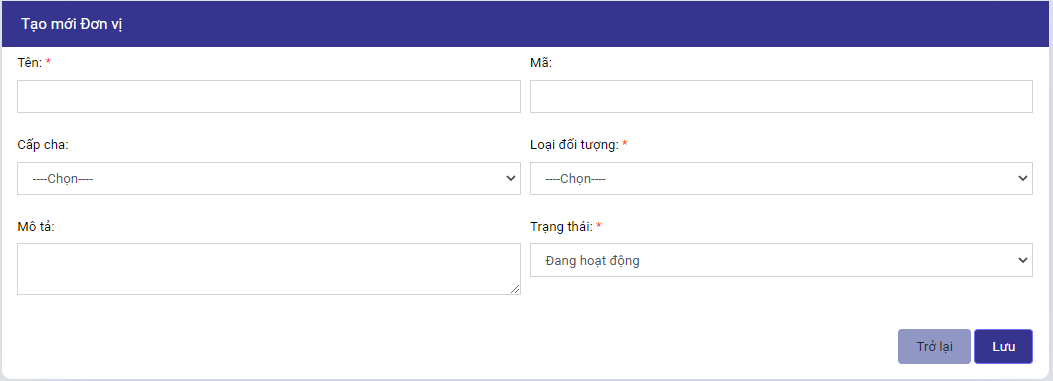 Tạo mới Đơn vị
Tên: *
Mã:
Cấp cha:
Loại đối tượng: *
----Chọn----
----Chọn----
Mô tả:
Trạng thái: *
Đang hoạt động
Trở lại
Lưu